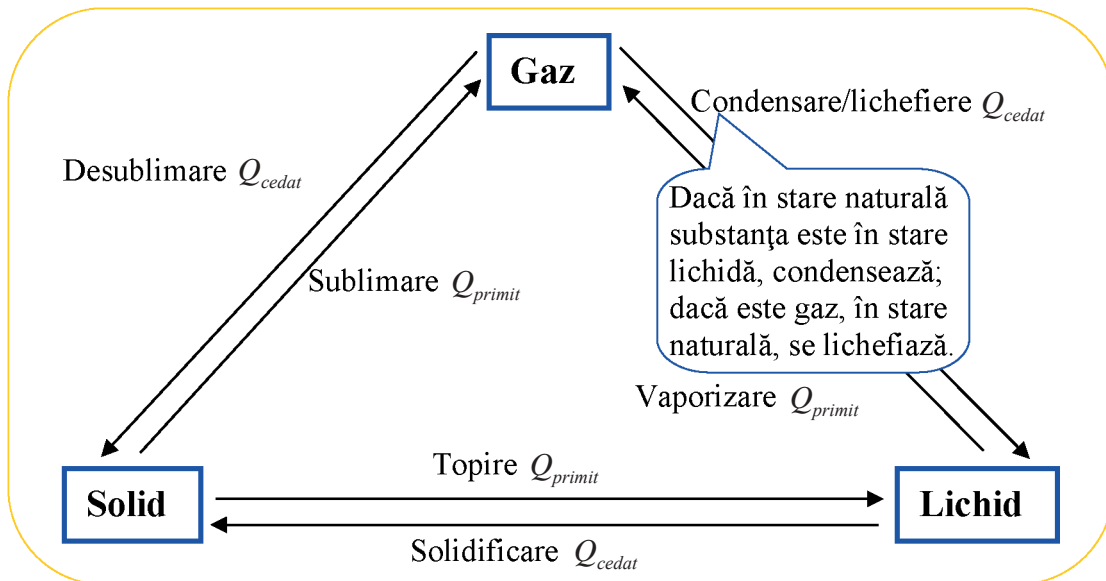 Gaz
Condensare/lichefiere Q_cedat
Desublimare Q_cedat
Dacă în stare naturală
substanţa este în stare
lichidă, condensează;
dacă este gaz, în stare
naturală, se lichefiază.
Sublimare Q_primit
Vaporizare Q_primit
Topire Q_primit
Solid
Lichid
Solidificare Q_cedat